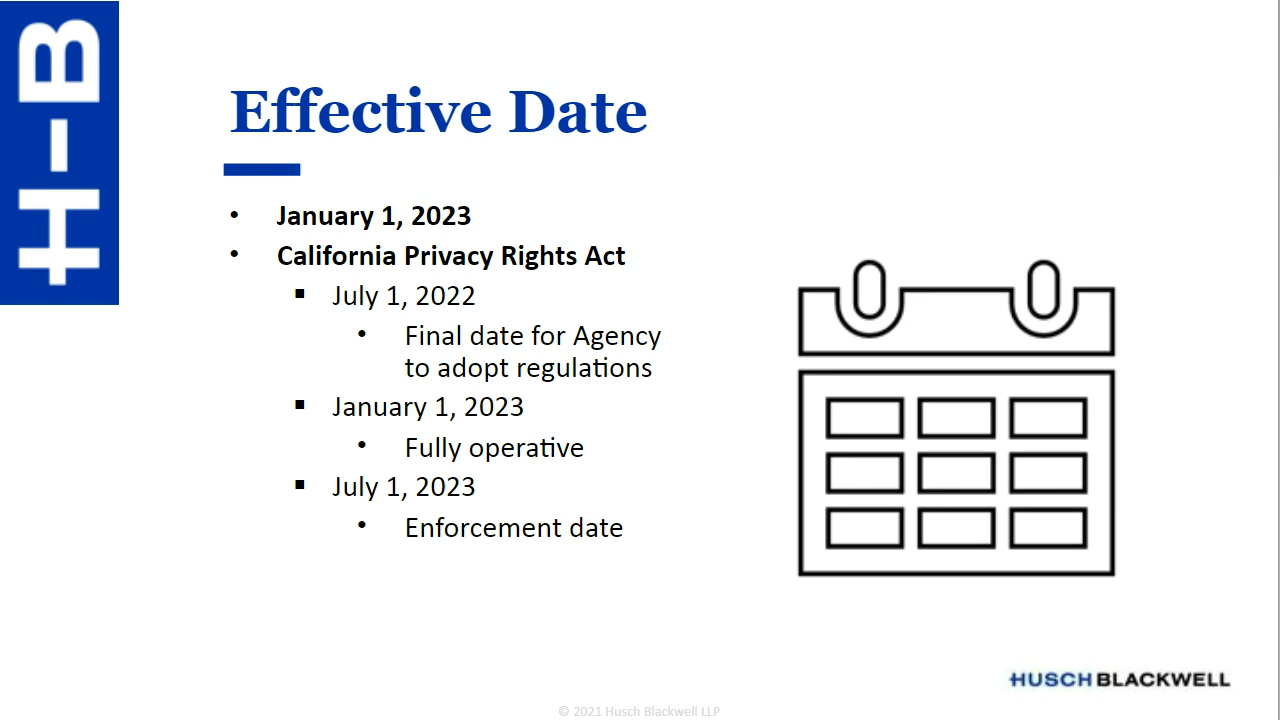 H-B
Effective Date
• January 1, 2023
• California Privacy Rights Act
▪ July 1, 2022
• Final date for Agency
to adopt regulations
▪ January 1, 2023
• Fully operative
▪ July 1, 2023
• Enforcement date
HUSCH BLACKWELL
© 2021 Husch Blackwell LLP